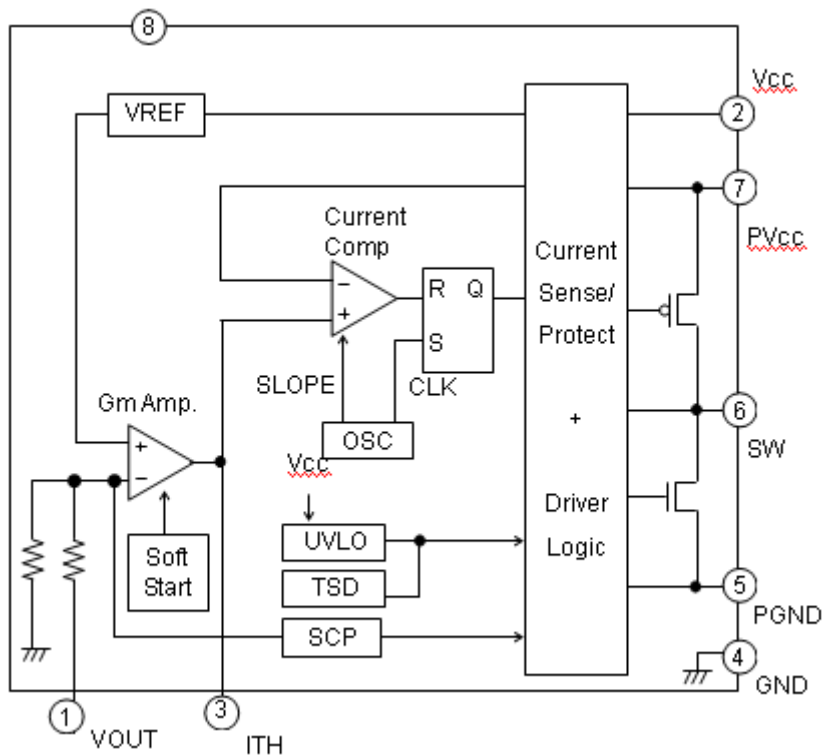 8
Vcc
VREF
2
7
Current
Comp
PVcc
Current
Sense/
Protect
+
Driver
Logic
−
+
R Q
S
SLOPE
CLK
Gm Amp.
OSC
6
SW
+
−
Vcc
UVLO
Soft
Start
TSD
5
PGND
SCP
4
GND
1
VOUT
3
ITH